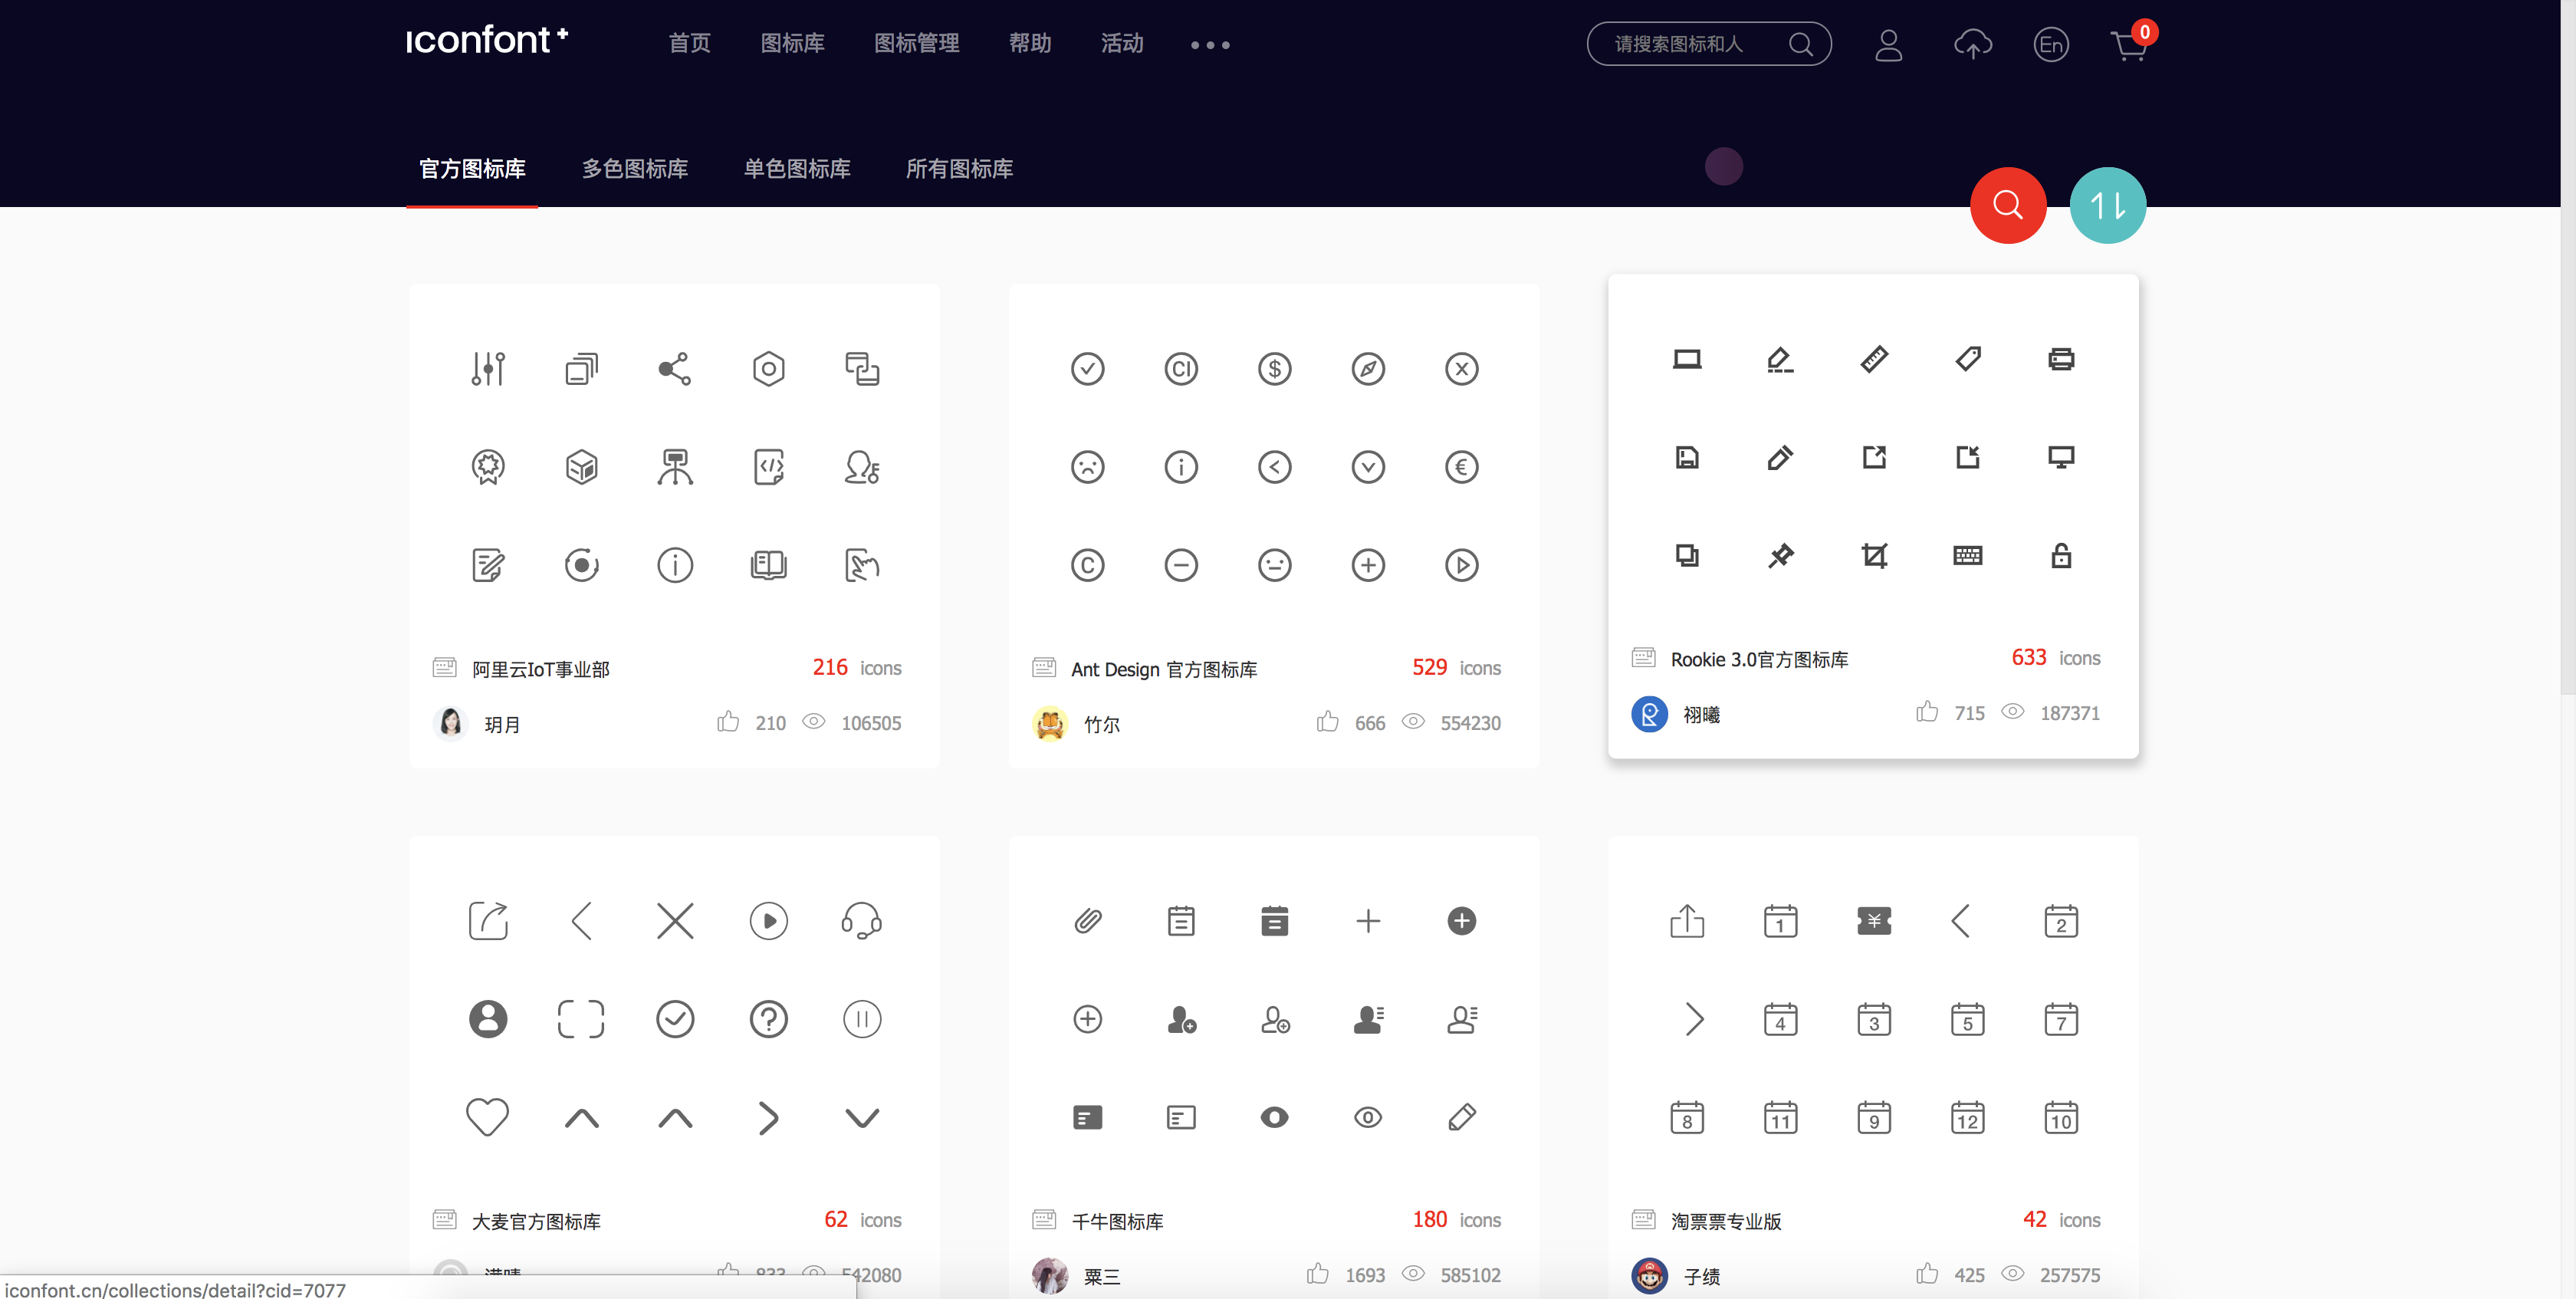 iconfont+
首页 图标库 图标管理 帮助 活动
请搜索图标和人
En
0
官方图标库 多色图标库 单色图标库 所有图标库
阿里云IoT事业部 216 icons
玥月 210 106505
Ant Design 官方图标库 529 icons
竹尔 666 554230
Rookie 3.0官方图标库 633 icons
祤曦 715 187371
1 ¥ 2
4 3 5 7
8 11 9 12 10
大麦官方图标库 62 icons
833 542080
千牛图标库 180 icons
粟三 1693 585102
淘票票专业版 42 icons
子绩 425 257575
iconfont.cn/collections/detail?cid=7077